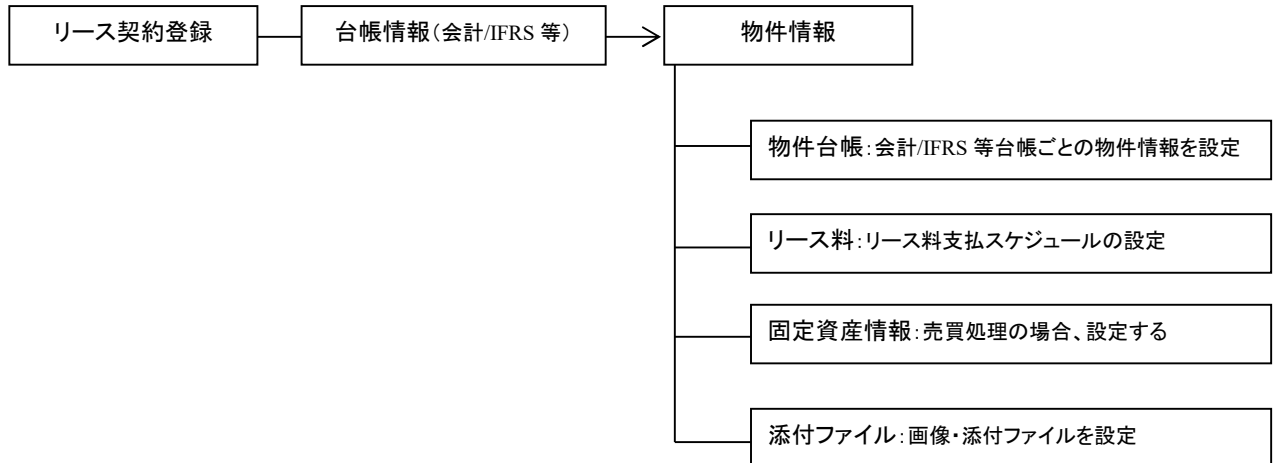 リース契約登録
台帳情報(会計/IFRS 等)
物件情報
物件台帳:会計/IFRS 等台帳ごとの物件情報を設定
リース料:リース料支払スケジュールの設定
固定資産情報:売買処理の場合、設定する
添付ファイル:画像・添付ファイルを設定